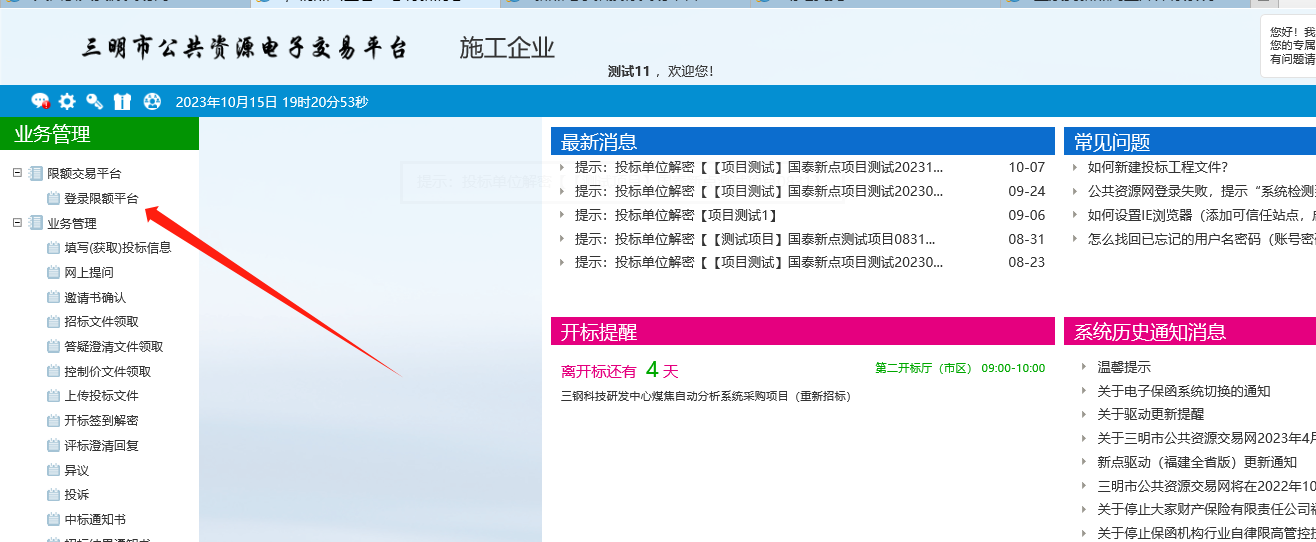 三明市公共资源电子交易平台
施工企业
测试11 ，欢迎您！
您好！我
您的专属
有问题请
2023年10月15日 19时20分53秒
业务管理
限额交易平台
登录限额平台
业务管理
填写(获取)投标信息
网上提问
邀请书确认
招标文件领取
答疑澄清文件领取
控制价文件领取
上传投标文件
开标签到解密
评标澄清回复
异议
投诉
中标通知书
最新消息
提示：投标单位解密【【项目测试】国泰新点项目测试20231... 10-07
提示：投标单位解密【【项目测试】国泰新点项目测试20230... 09-24
提示：投标单位解密【项目测试1】 09-06
提示：投标单位解密【【测试项目】国泰新点测试项目0831... 08-31
提示：投标单位解密【【项目测试】国泰新点项目测试20230... 08-23
常见问题
如何新建投标工程文件?
公共资源网登录失败，提示“系统检测
如何设置IE浏览器（添加可信任站点，
怎么找回已忘记的用户名密码（账号密
开标提醒
离开标还有 4 天
第二开标厅（市区） 09:00-10:00
三钢科技研发中心煤焦自动分析系统采购项目（重新招标）
系统历史通知消息
温馨提示
关于电子保函系统切换的通知
关于驱动更新提醒
关于三明市公共资源交易网2023年4月
新点驱动（福建全省版）更新通知
三明市公共资源交易网将在2022年10
关于停止大家财产保险有限责任公司福
关于停止保函机构行业自律限高管控措